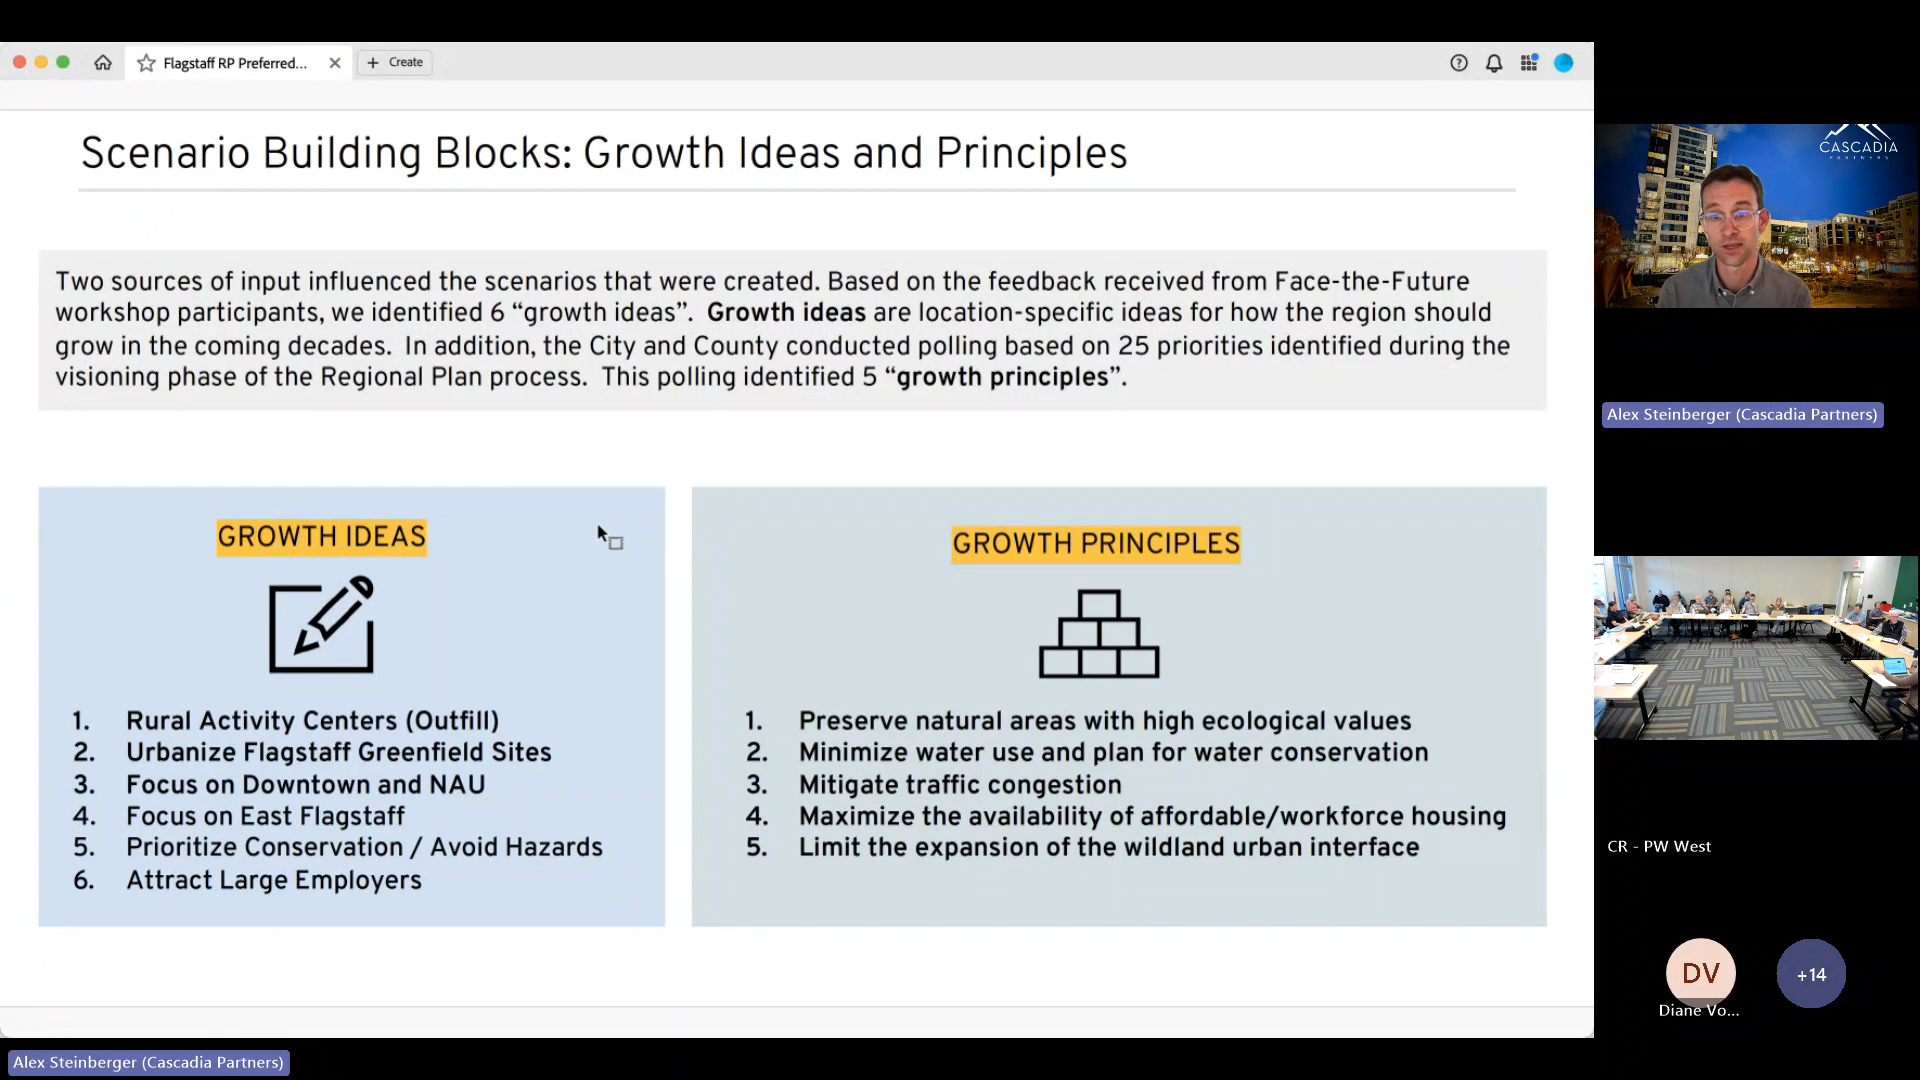 Flagstaff RP Preferred...
Create
Scenario Building Blocks: Growth Ideas and Principles
Two sources of input influenced the scenarios that were created. Based on the feedback received from Face-the-Future
workshop participants, we identified 6 “growth ideas”. Growth ideas are location-specific ideas for how the region should
grow in the coming decades. In addition, the City and County conducted polling based on 25 priorities identified during the
visioning phase of the Regional Plan process. This polling identified 5 “growth principles”.
GROWTH IDEAS
1. Rural Activity Centers (Outfill)
2. Urbanize Flagstaff Greenfield Sites
3. Focus on Downtown and NAU
4. Focus on East Flagstaff
5. Prioritize Conservation / Avoid Hazards
6. Attract Large Employers
GROWTH PRINCIPLES
1. Preserve natural areas with high ecological values
2. Minimize water use and plan for water conservation
3. Mitigate traffic congestion
4. Maximize the availability of affordable/workforce housing
5. Limit the expansion of the wildland urban interface
CASCADIA
PARTNERS
Alex Steinberger (Cascadia Partners)
CR - PW West
DV
+14
Diane Vo...
Alex Steinberger (Cascadia Partners)